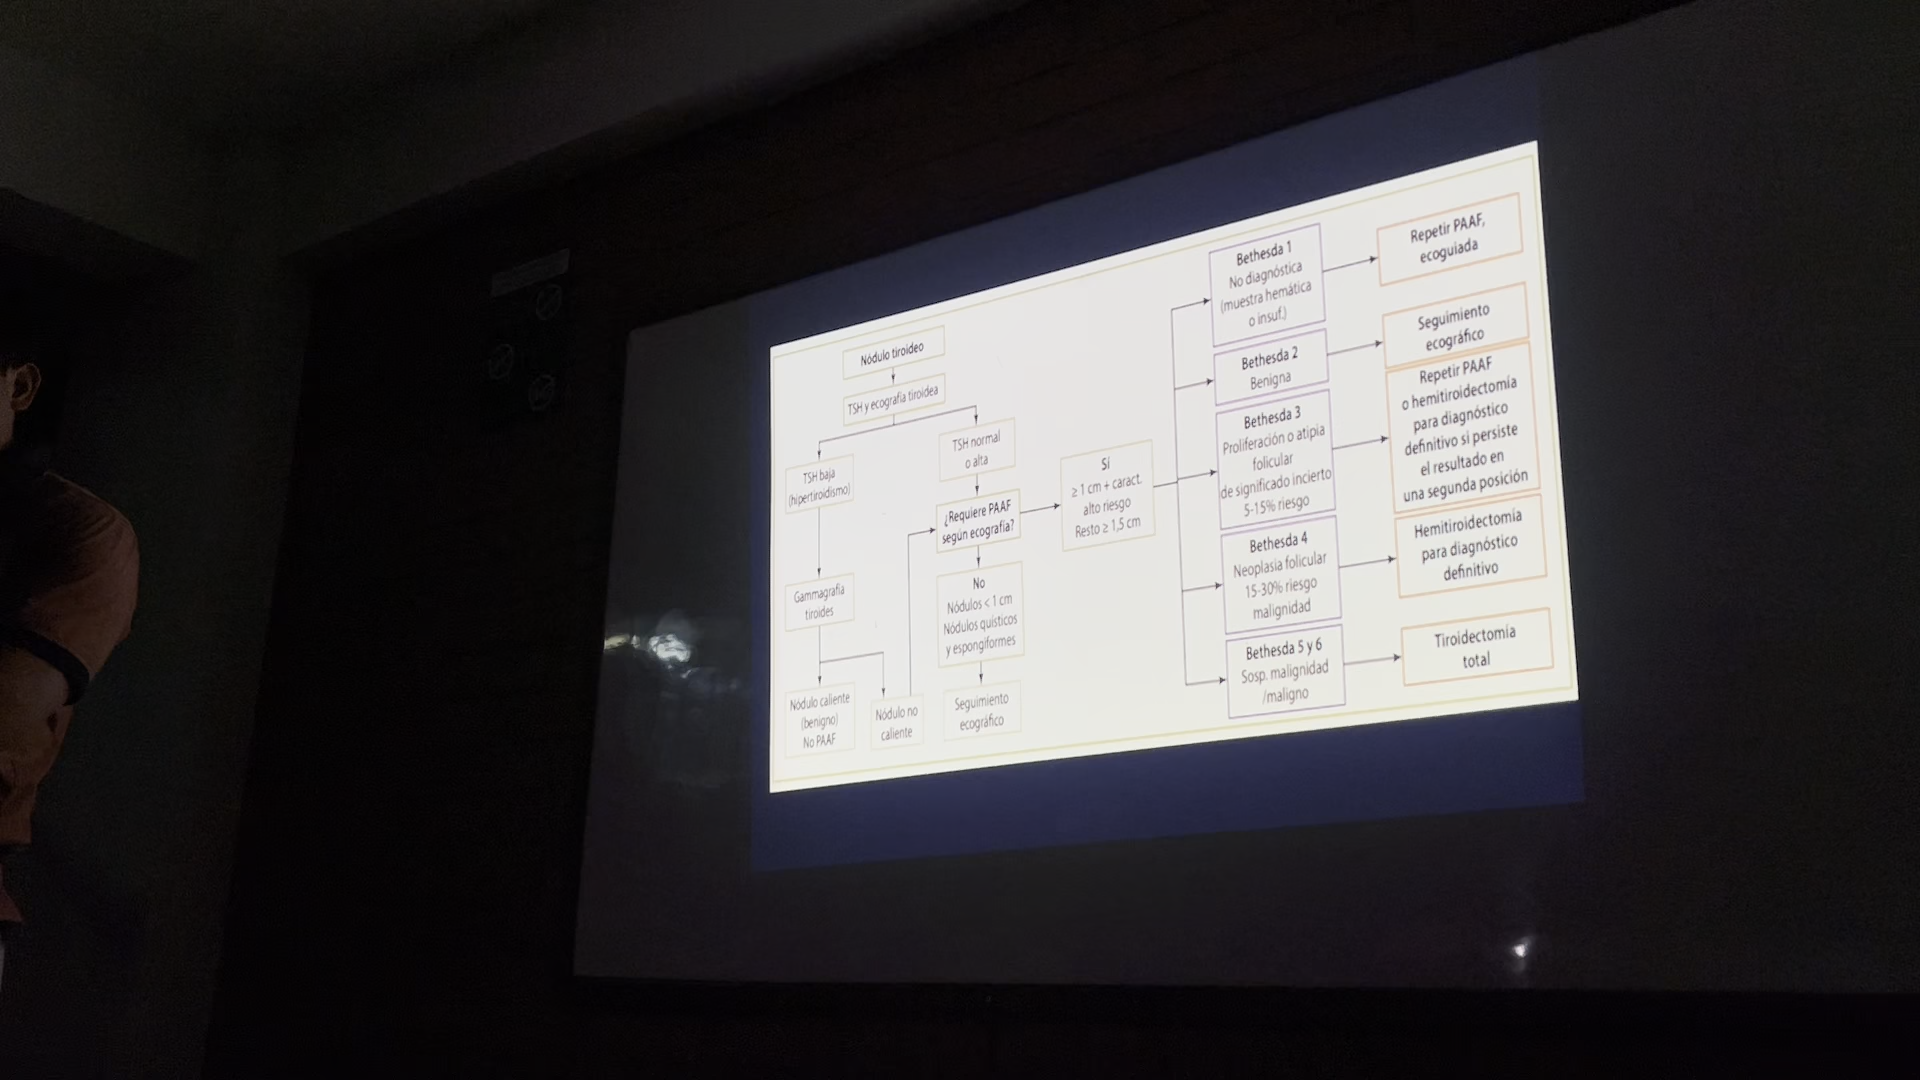 Nódulo tiroideo
TSH y ecografía tiroidea
TSH baja
(hipertiroidismo)
Gammagrafía
tiroides
Nódulo caliente
(benigno)
No PAAF
Nódulo no
caliente
TSH normal
o alta
¿Requiere PAAF
según ecografía?
No
Nódulos < 1 cm
Nódulos quísticos
y espongiformes
Seguimiento
ecográfico
Sí
≥ 1 cm + caract.
alto riesgo
Resto ≥ 1,5 cm
Bethesda 1
No diagnóstica
(muestra hemática
o insuf.)
Repetir PAAF,
ecoguiada
Bethesda 2
Benigna
Seguimiento
ecográfico
Bethesda 3
Proliferación o atipia
folicular
de significado incierto
5-15% riesgo
Repetir PAAF
o hemitiroidectomía
para diagnóstico
definitivo si persiste
el resultado en
una segunda posición
Bethesda 4
Neoplasia folicular
15-30% riesgo
malignidad
Hemitiroidectomía
para diagnóstico
definitivo
Bethesda 5 y 6
Sosp. malignidad
/maligno
Tiroidectomía
total